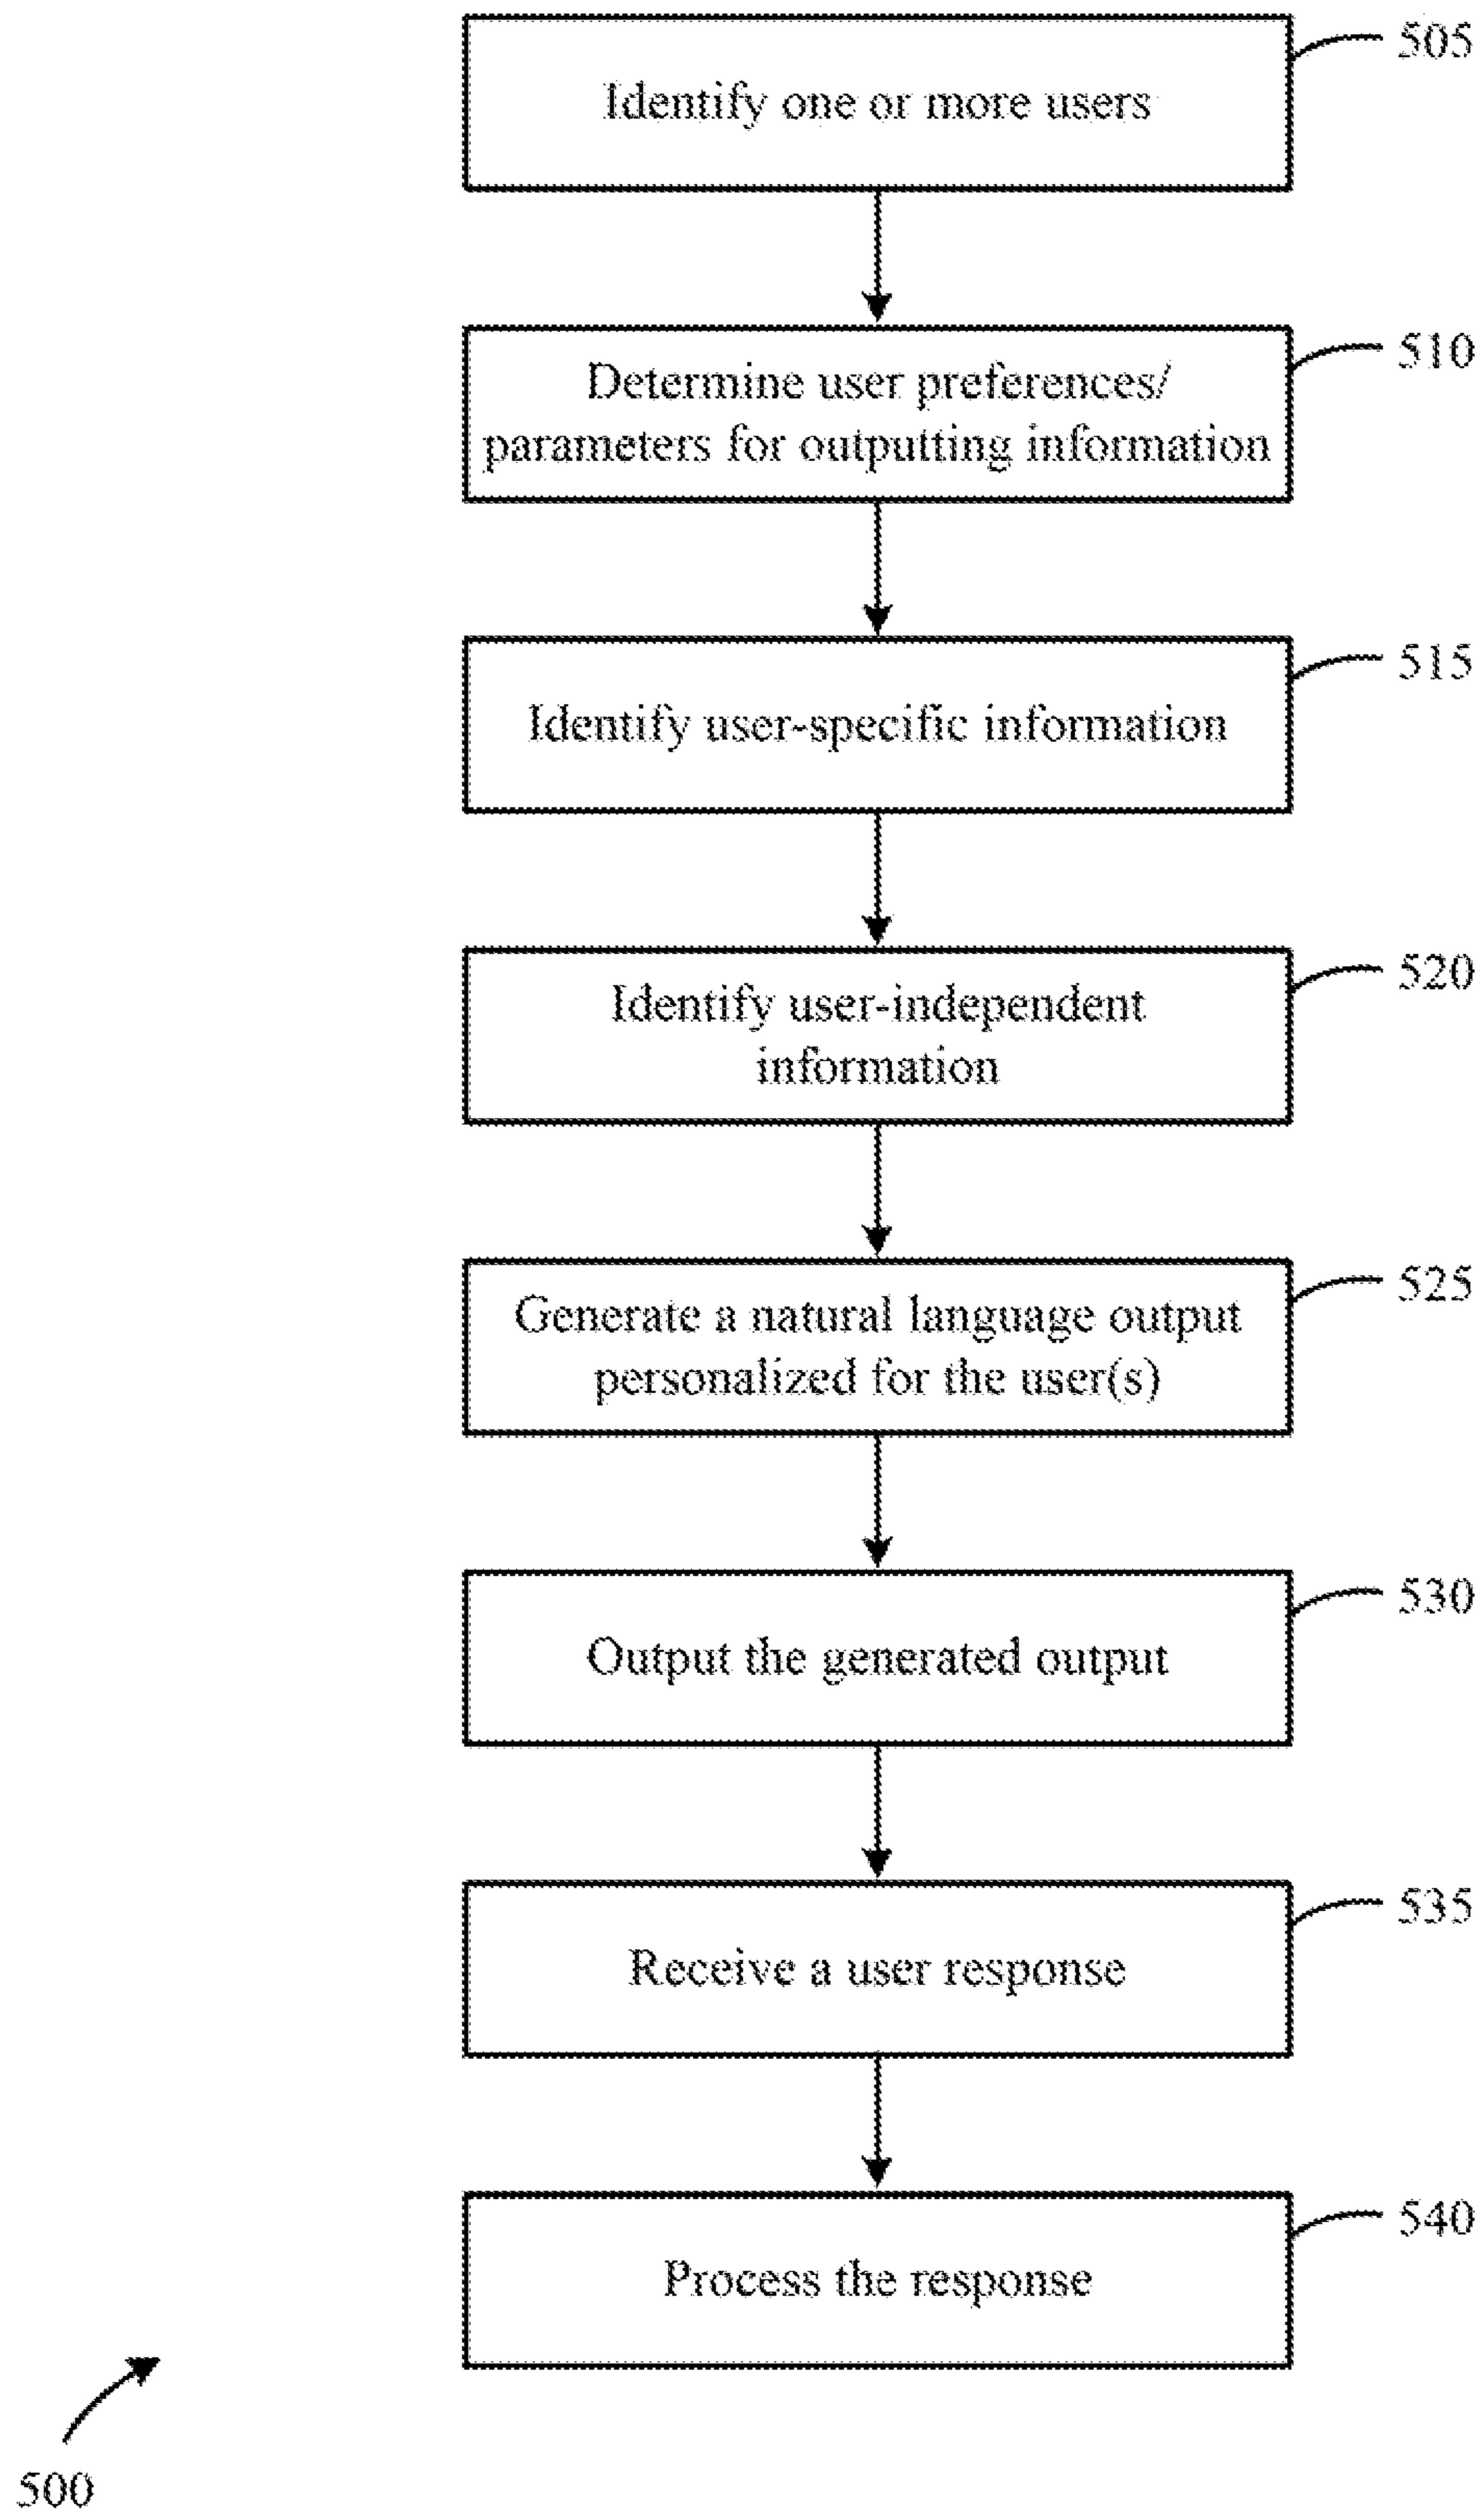 505
Identify one or more users
510
Determine user preferences/
parameters for outputting information
515
Identify user-specific information
520
Identify user-independent
information
525
Generate a natural language output
personalized for the user(s)
530
Output the generated output
535
Receive a user response
540
Process the response
500